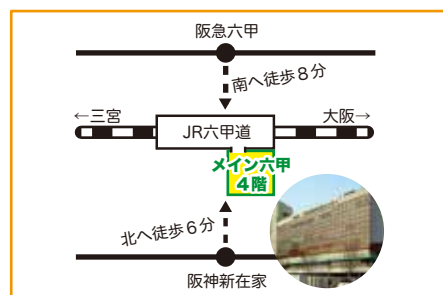 阪急六甲
南へ徒歩8分
←三宮
大阪→
JR六甲道
メイン六甲
4階
北へ徒歩6分
阪神新在家